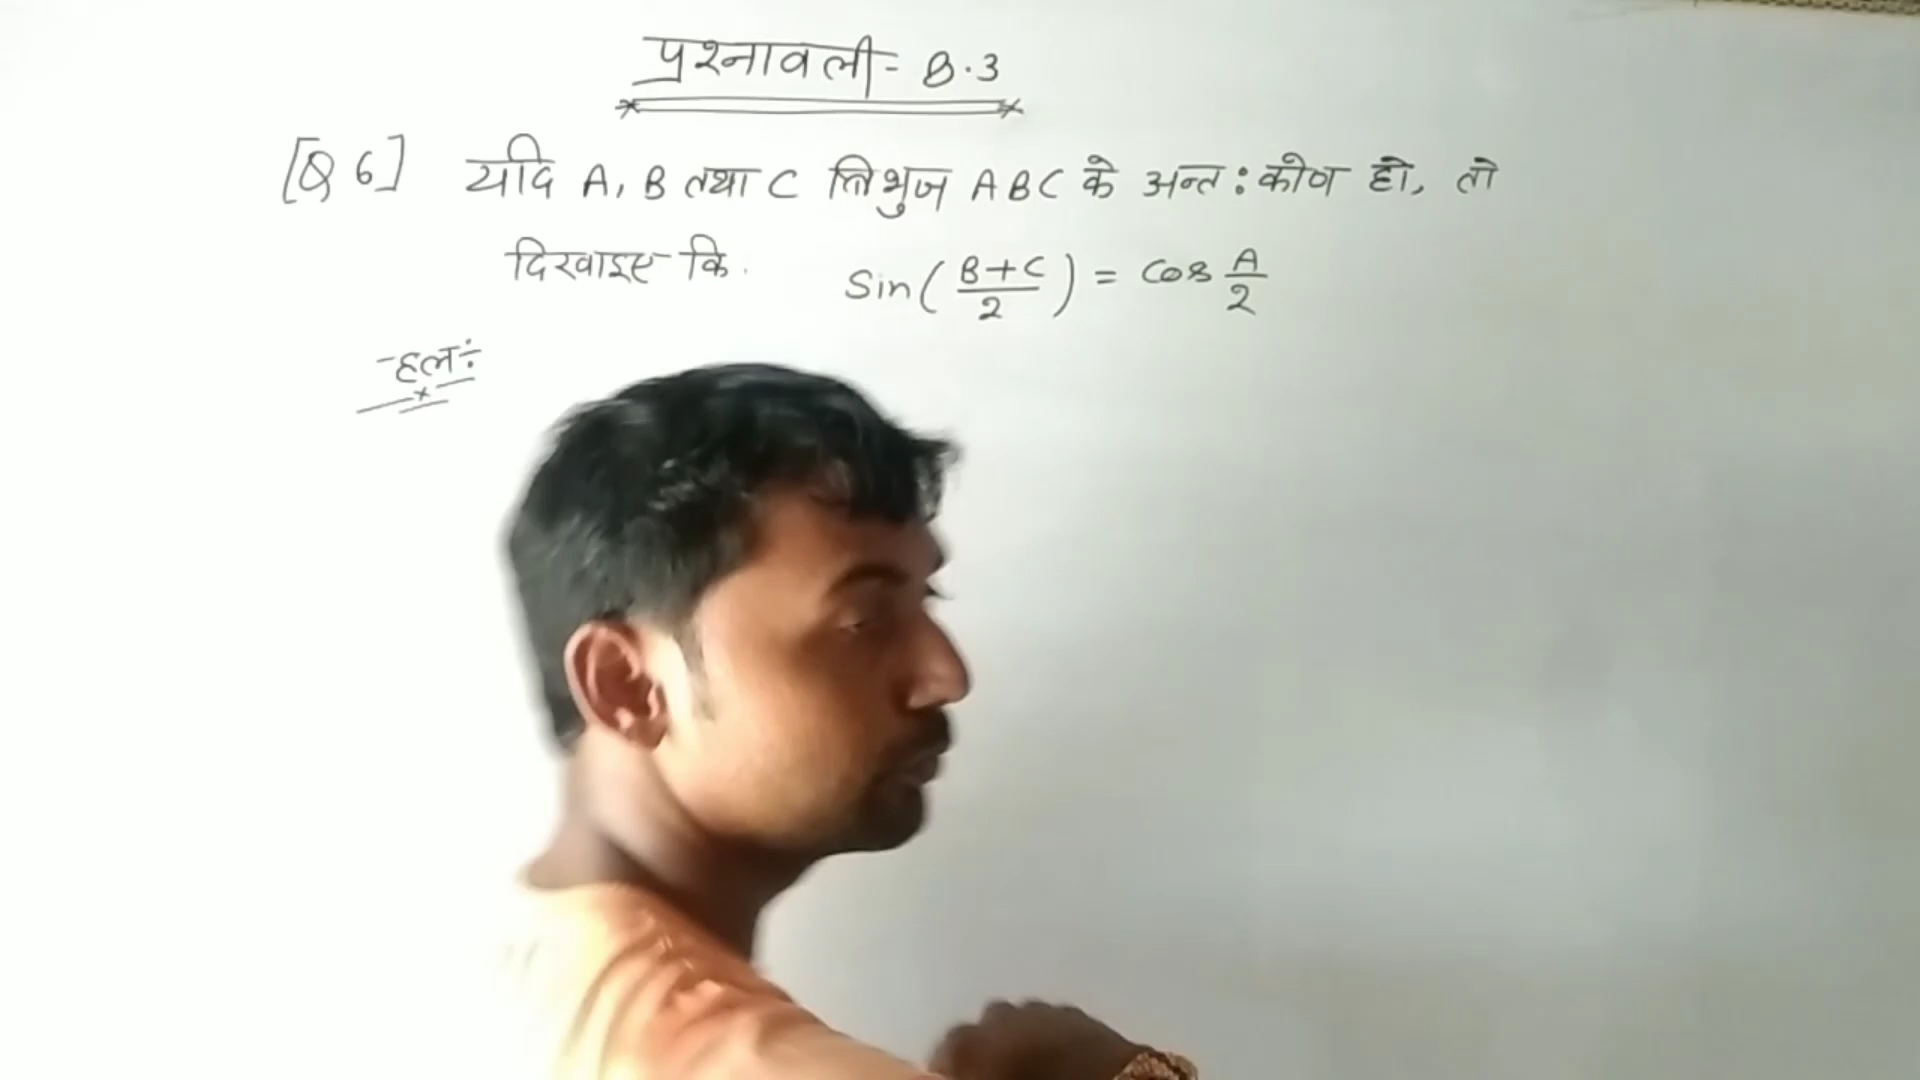 प्रश्नावली - 8.3
[Q 6] यदि A, B तथा C त्रिभुज ABC के अन्त: कोण हो, तो
दिखाइए कि. Sin(B+C/2) = Cos A/2
हल÷